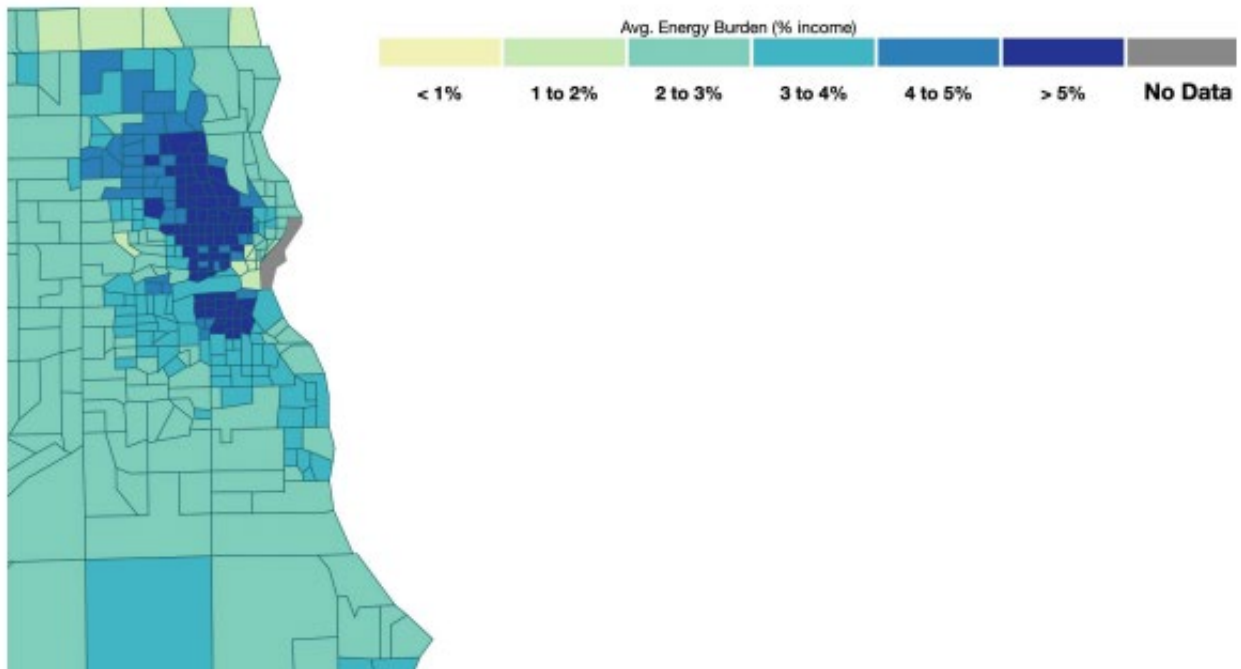 Avg. Energy Burden (% income)
< 1% 1 to 2% 2 to 3% 3 to 4% 4 to 5% > 5% No Data